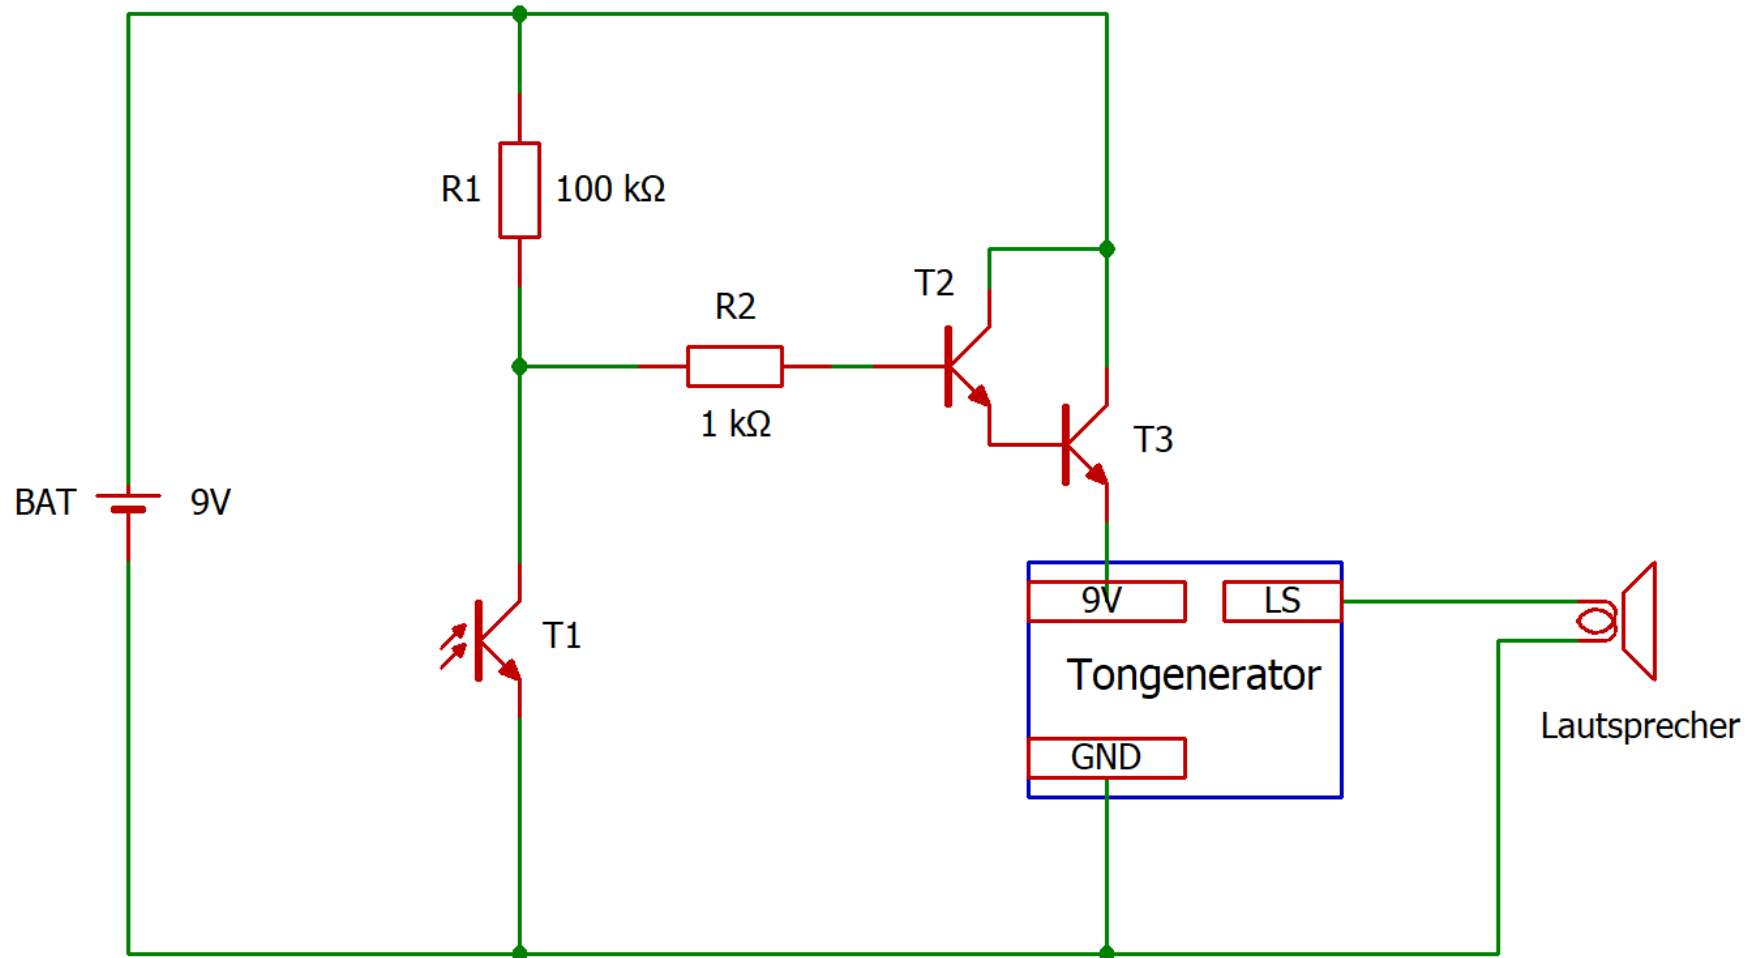 R1
100 kΩ
T2
R2
1 kΩ
T3
BAT
9V
9V
LS
T1
Tongenerator
GND
Lautsprecher